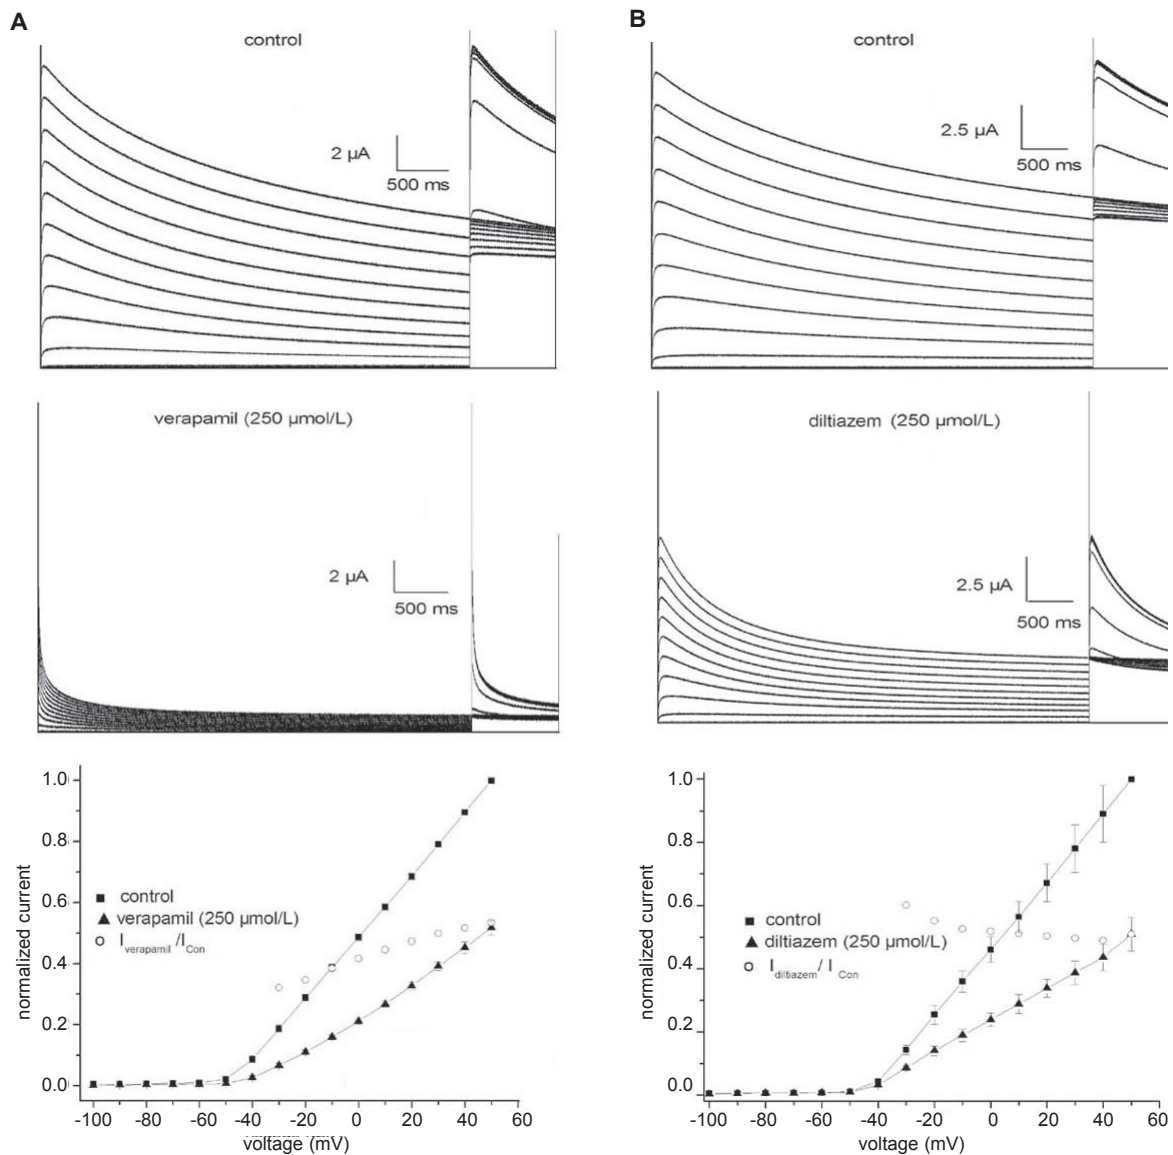 A
control
2 µA
500 ms
verapamil (250 µmol/L)
2 µA
500 ms
1.0
0.8
0.6
0.4
0.2
0.0
normalized current
control
verapamil (250 µmol/L)
Iverapamil /ICon
-100 -80 -60 -40 -20 0 20 40 60
voltage (mV)
B
control
2.5 µA
500 ms
diltiazem (250 µmol/L)
2.5 µA
500 ms
1.0
0.8
0.6
0.4
0.2
0.0
normalized current
control
diltiazem (250 µmol/L)
Idiltiazem/ ICon
-100 -80 -60 -40 -20 0 20 40 60
voltage (mV)